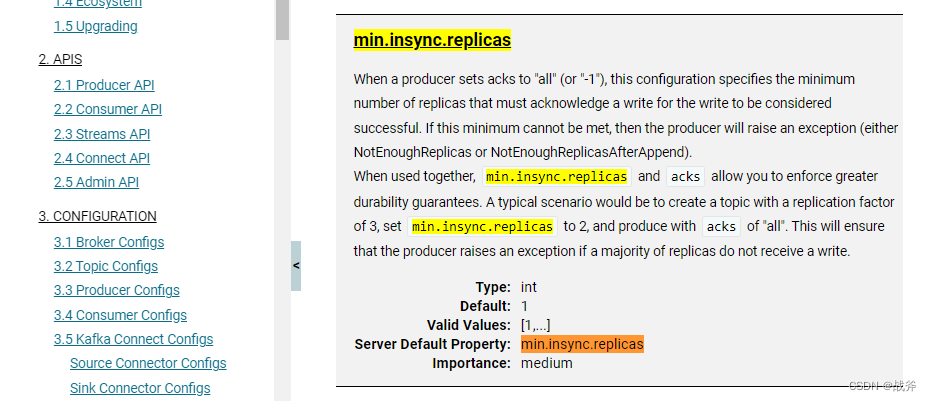 1.4 Ecosystem
1.5 Upgrading
2. APIS
2.1 Producer API
2.2 Consumer API
2.3 Streams API
2.4 Connect API
2.5 Admin API
3. CONFIGURATION
3.1 Broker Configs
3.2 Topic Configs
3.3 Producer Configs
3.4 Consumer Configs
3.5 Kafka Connect Configs
Source Connector Configs
Sink Connector Configs
<
min.insync.replicas
When a producer sets acks to "all" (or "-1"), this configuration specifies the minimum
number of replicas that must acknowledge a write for the write to be considered
successful. If this minimum cannot be met, then the producer will raise an exception (either
NotEnoughReplicas or NotEnoughReplicasAfterAppend).
When used together, min.insync.replicas and acks allow you to enforce greater
durability guarantees. A typical scenario would be to create a topic with a replication factor
of 3, set min.insync.replicas to 2, and produce with acks of "all". This will ensure
that the producer raises an exception if a majority of replicas do not receive a write.
Type: int
Default: 1
Valid Values: [1,...]
Server Default Property: min.insync.replicas
Importance: medium
CSDN @战斧